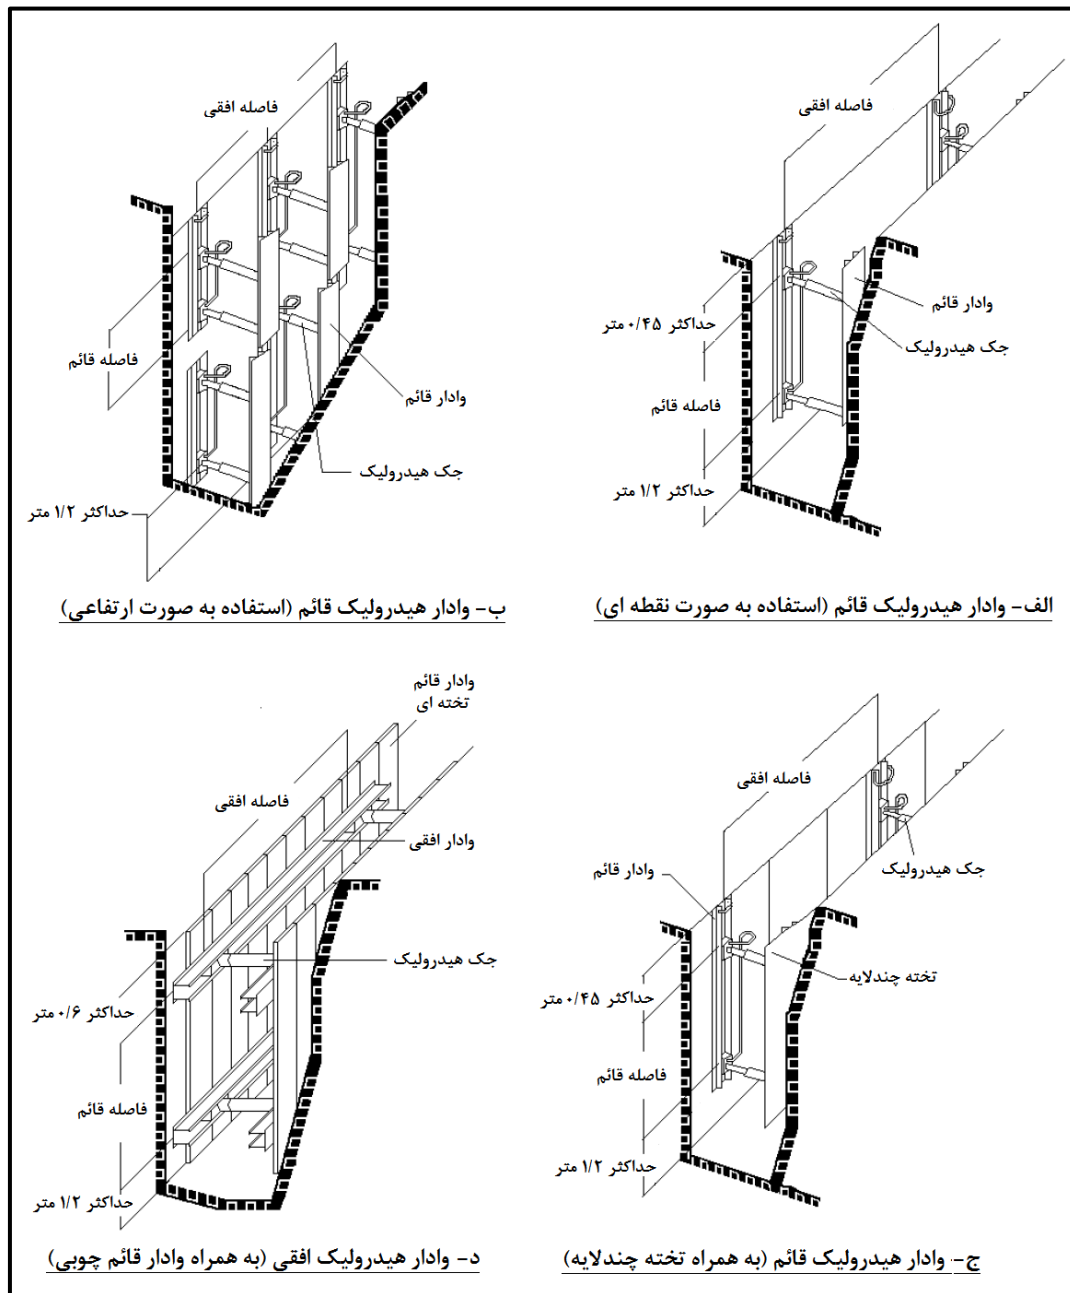 فاصله افقی
حداکثر ۰/۴۵ متر
وادار قائم
جک هیدرولیک
فاصله قائم
حداکثر ۱/۲ متر
الف- وادار هیدرولیک قائم (استفاده به صورت نقطه ای)
فاصله افقی
فاصله قائم
وادار قائم
جک هیدرولیک
حداکثر ۱/۲ متر
ب- وادار هیدرولیک قائم (استفاده به صورت ارتفاعی)
فاصله افقی
جک هیدرولیک
وادار قائم
تخته چندلایه
حداکثر ۰/۴۵ متر
فاصله قائم
حداکثر ۱/۲ متر
ج- وادار هیدرولیک قائم (به همراه تخته چندلایه)
وادار قائم
تخته ای
فاصله افقی
وادار افقی
جک هیدرولیک
حداکثر ۰/۶ متر
فاصله قائم
حداکثر ۱/۲ متر
د- وادار هیدرولیک افقی (به همراه وادار قائم چوبی)